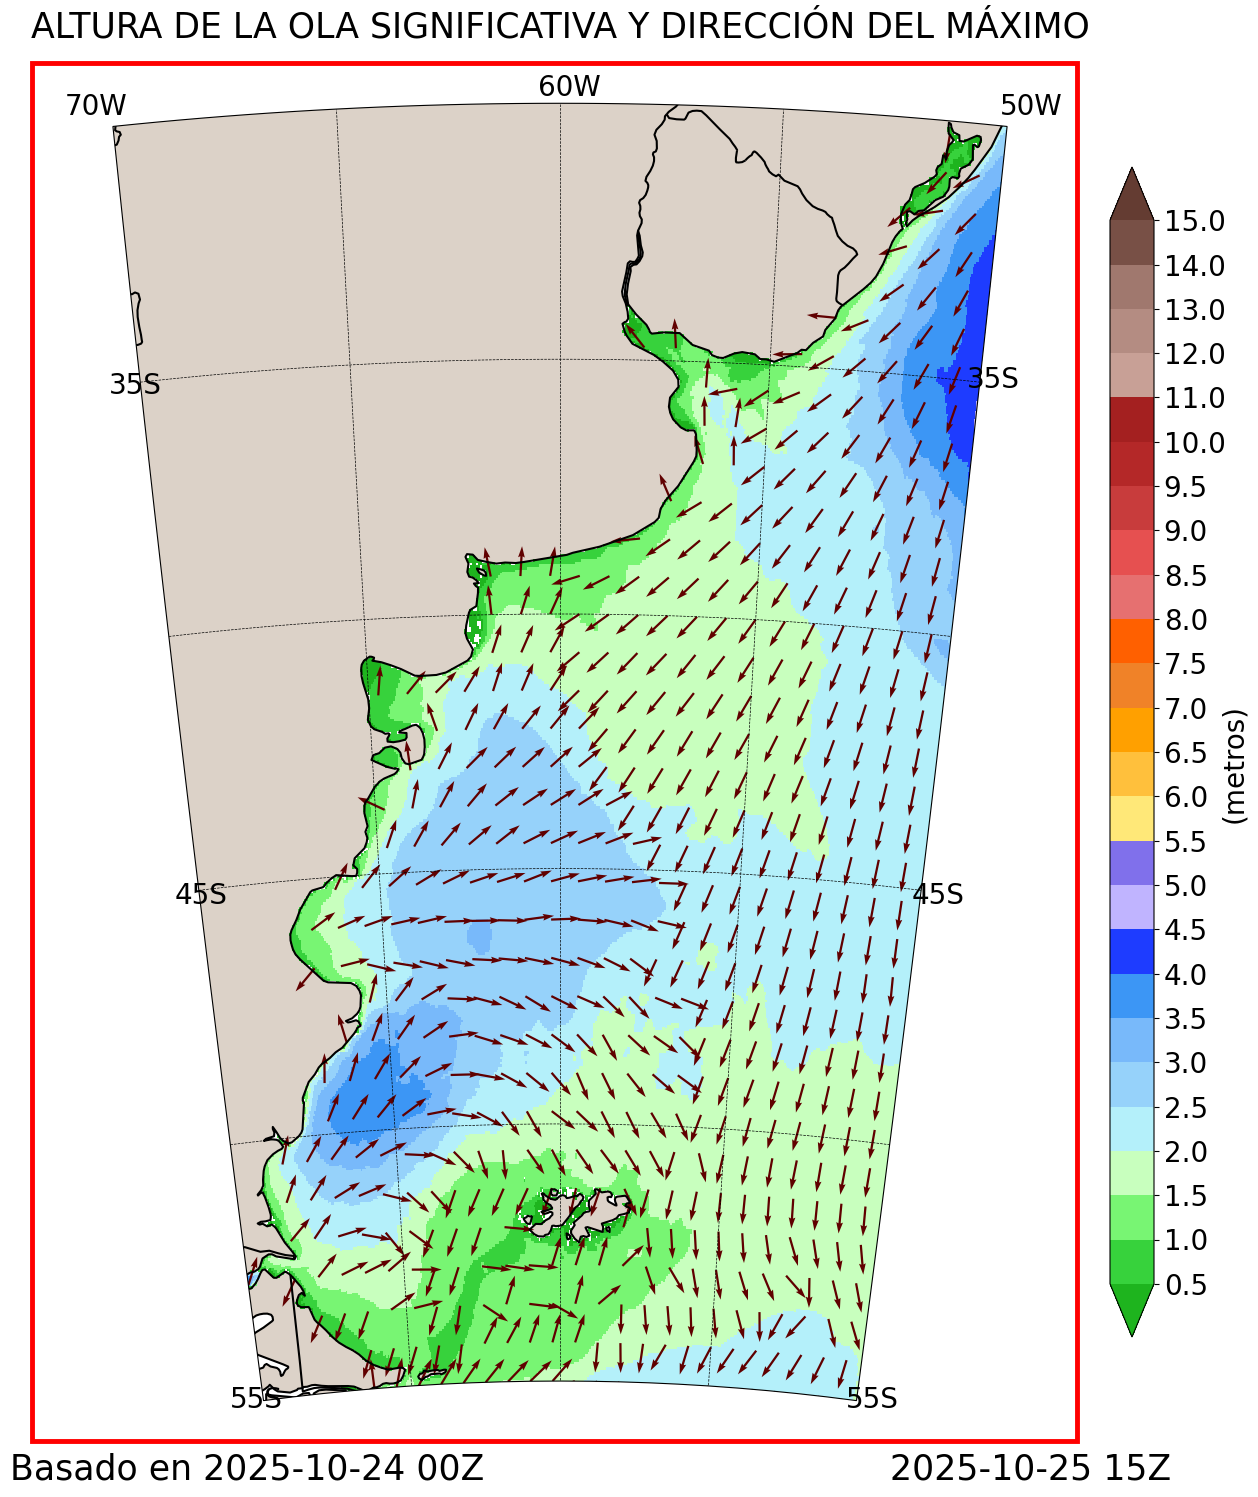 ALTURA DE LA OLA SIGNIFICATIVA Y DIRECCIÓN DEL MÁXIMO
70W
60W
50W
35S
35S
45S
45S
55S
55S
15.0
14.0
13.0
12.0
11.0
10.0
9.5
9.0
8.5
8.0
7.5
7.0
6.5
6.0
5.5
5.0
4.5
4.0
3.5
3.0
2.5
2.0
1.5
1.0
0.5
(metros)
Basado en 2025-10-24 00Z
2025-10-25 15Z